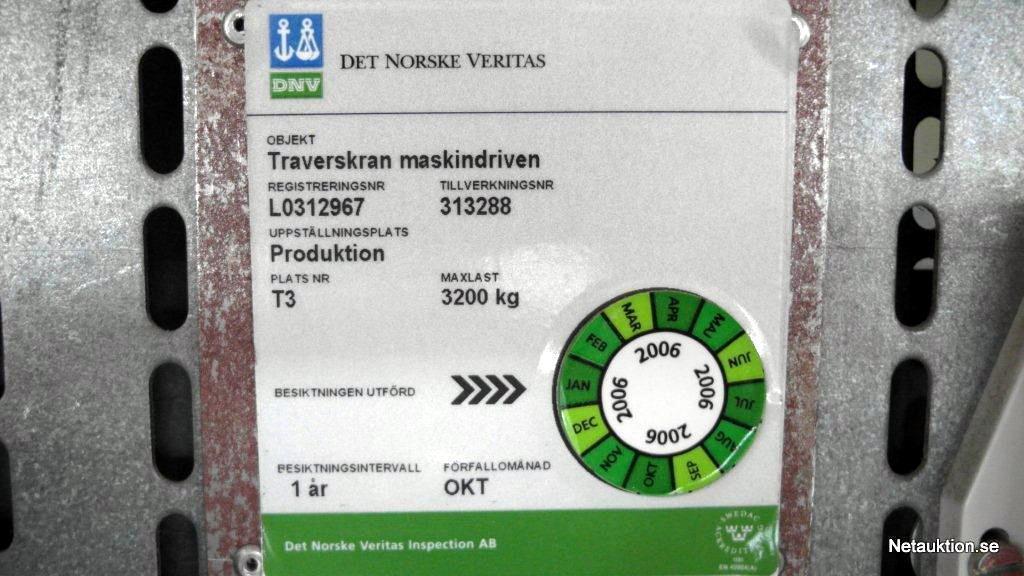 DNV
DET NORSKE VERITAS
OBJEKT
Traverskran maskindriven
REGISTRERINGSNR TILLVERKNINGSNR
L0312967 313288
UPPSTÄLLNINGSPLATS
Produktion
PLATS NR MAXLAST
T3 3200 kg
BESIKTNINGEN UTFÖRD
JAN
FEB
MAR
APR
MAJ
JUN
JUL
AUG
SEP
OKT
NOV
DEC
2006
2006
2006
2006
BESIKTNINGSINTERVALL FÖRFALLOMÅNAD
1 år OKT
Det Norske Veritas Inspection AB
SWEDAC
Netauktion.se